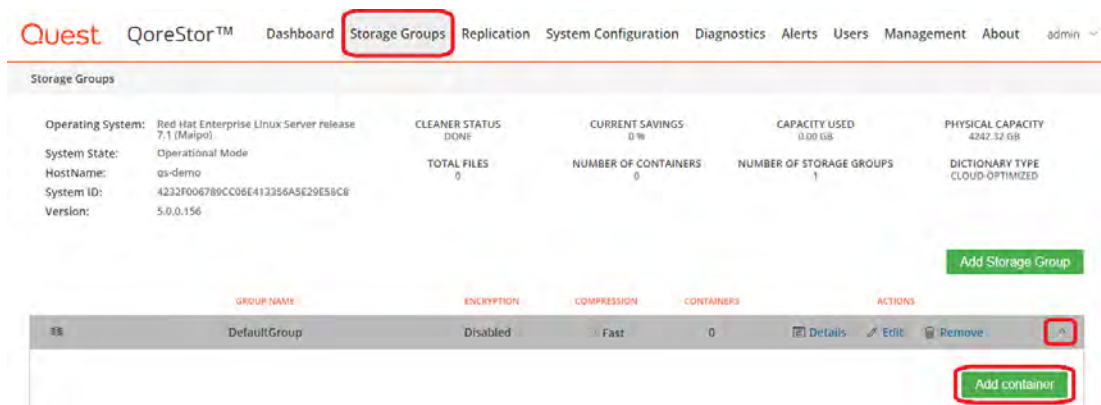 Quest QoreStor™ Dashboard Storage Groups Replication System Configuration Diagnostics Alerts Users Management About admin
Storage Groups
Operating System: Red Hat Enterprise Linux Server release 7.1 (Maipo)
System State: Operational Mode
HostName: qs-demo
System ID: 4232F006789CC06E413356A5E29E58C8
Version: 5.0.0.156
CLEANER STATUS
DONE
CURRENT SAVINGS
0 %
CAPACITY USED
0.00 GB
PHYSICAL CAPACITY
4242.32 GB
TOTAL FILES
0
NUMBER OF CONTAINERS
0
NUMBER OF STORAGE GROUPS
1
DICTIONARY TYPE
CLOUD-OPTIMIZED
Add Storage Group
GROUP NAME ENCRYPTION COMPRESSION CONTAINERS ACTIONS
DefaultGroup Disabled Fast 0 Details Edit Remove
Add container